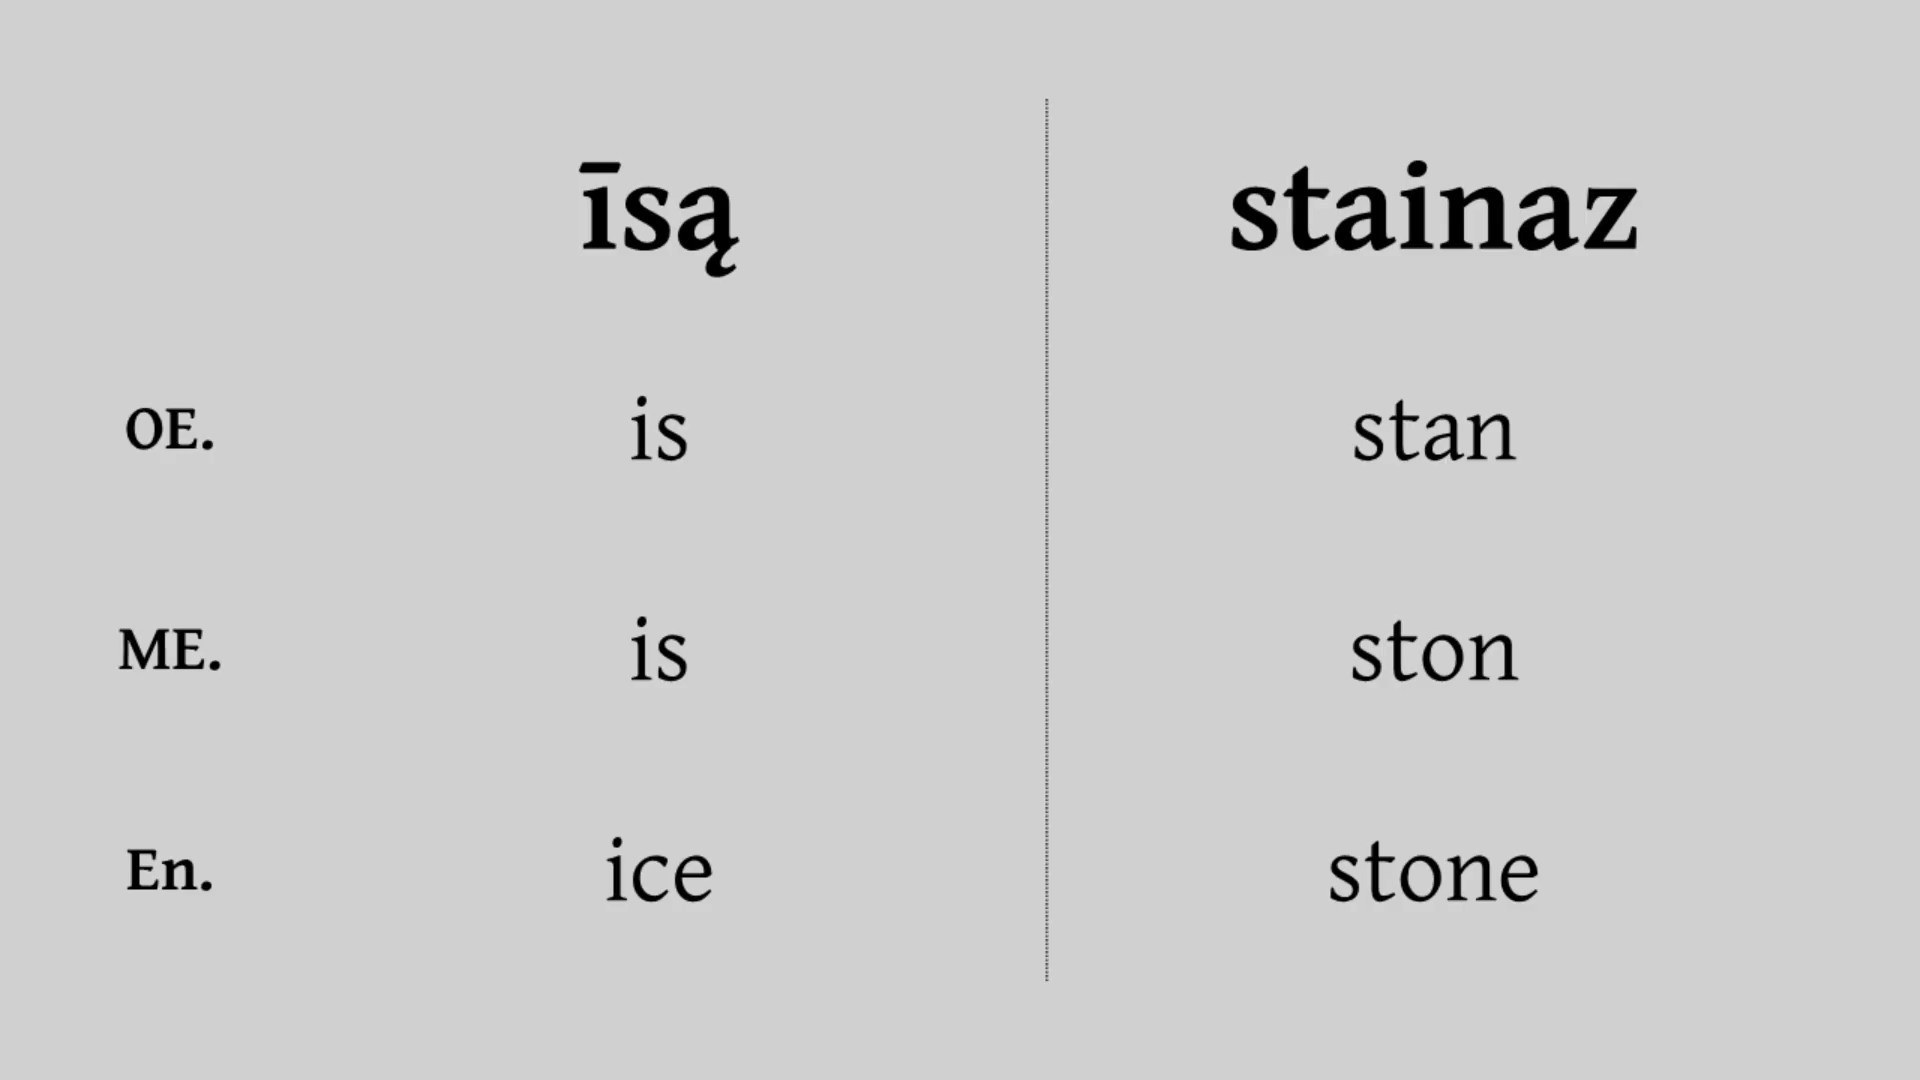 īsą stainaz
OE. is stan
ME. is ston
En. ice stone